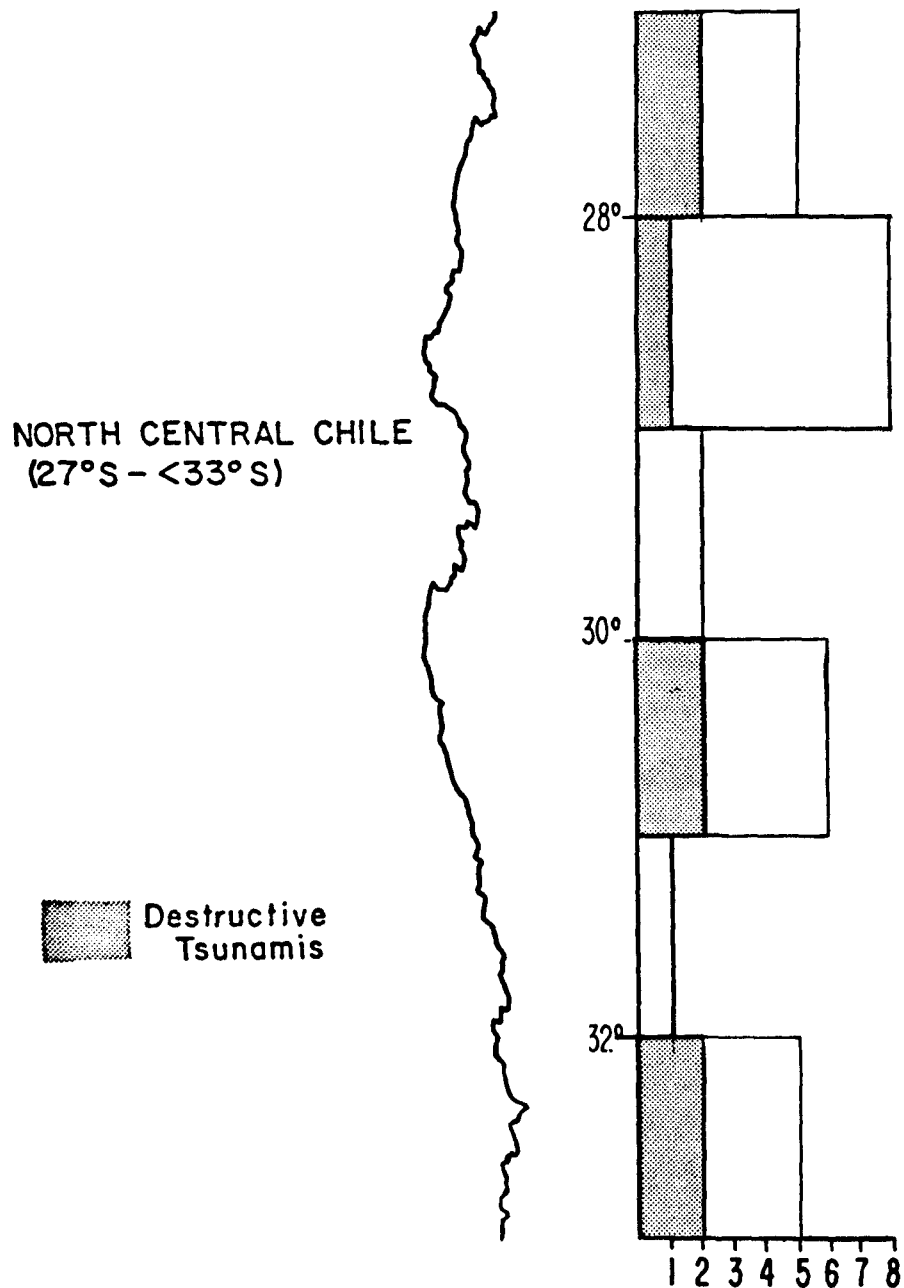 28°
NORTH CENTRAL CHILE
(27°S - <33°S)
30°
Destructive
Tsunamis
32°
1 2 3 4 5 6 7 8